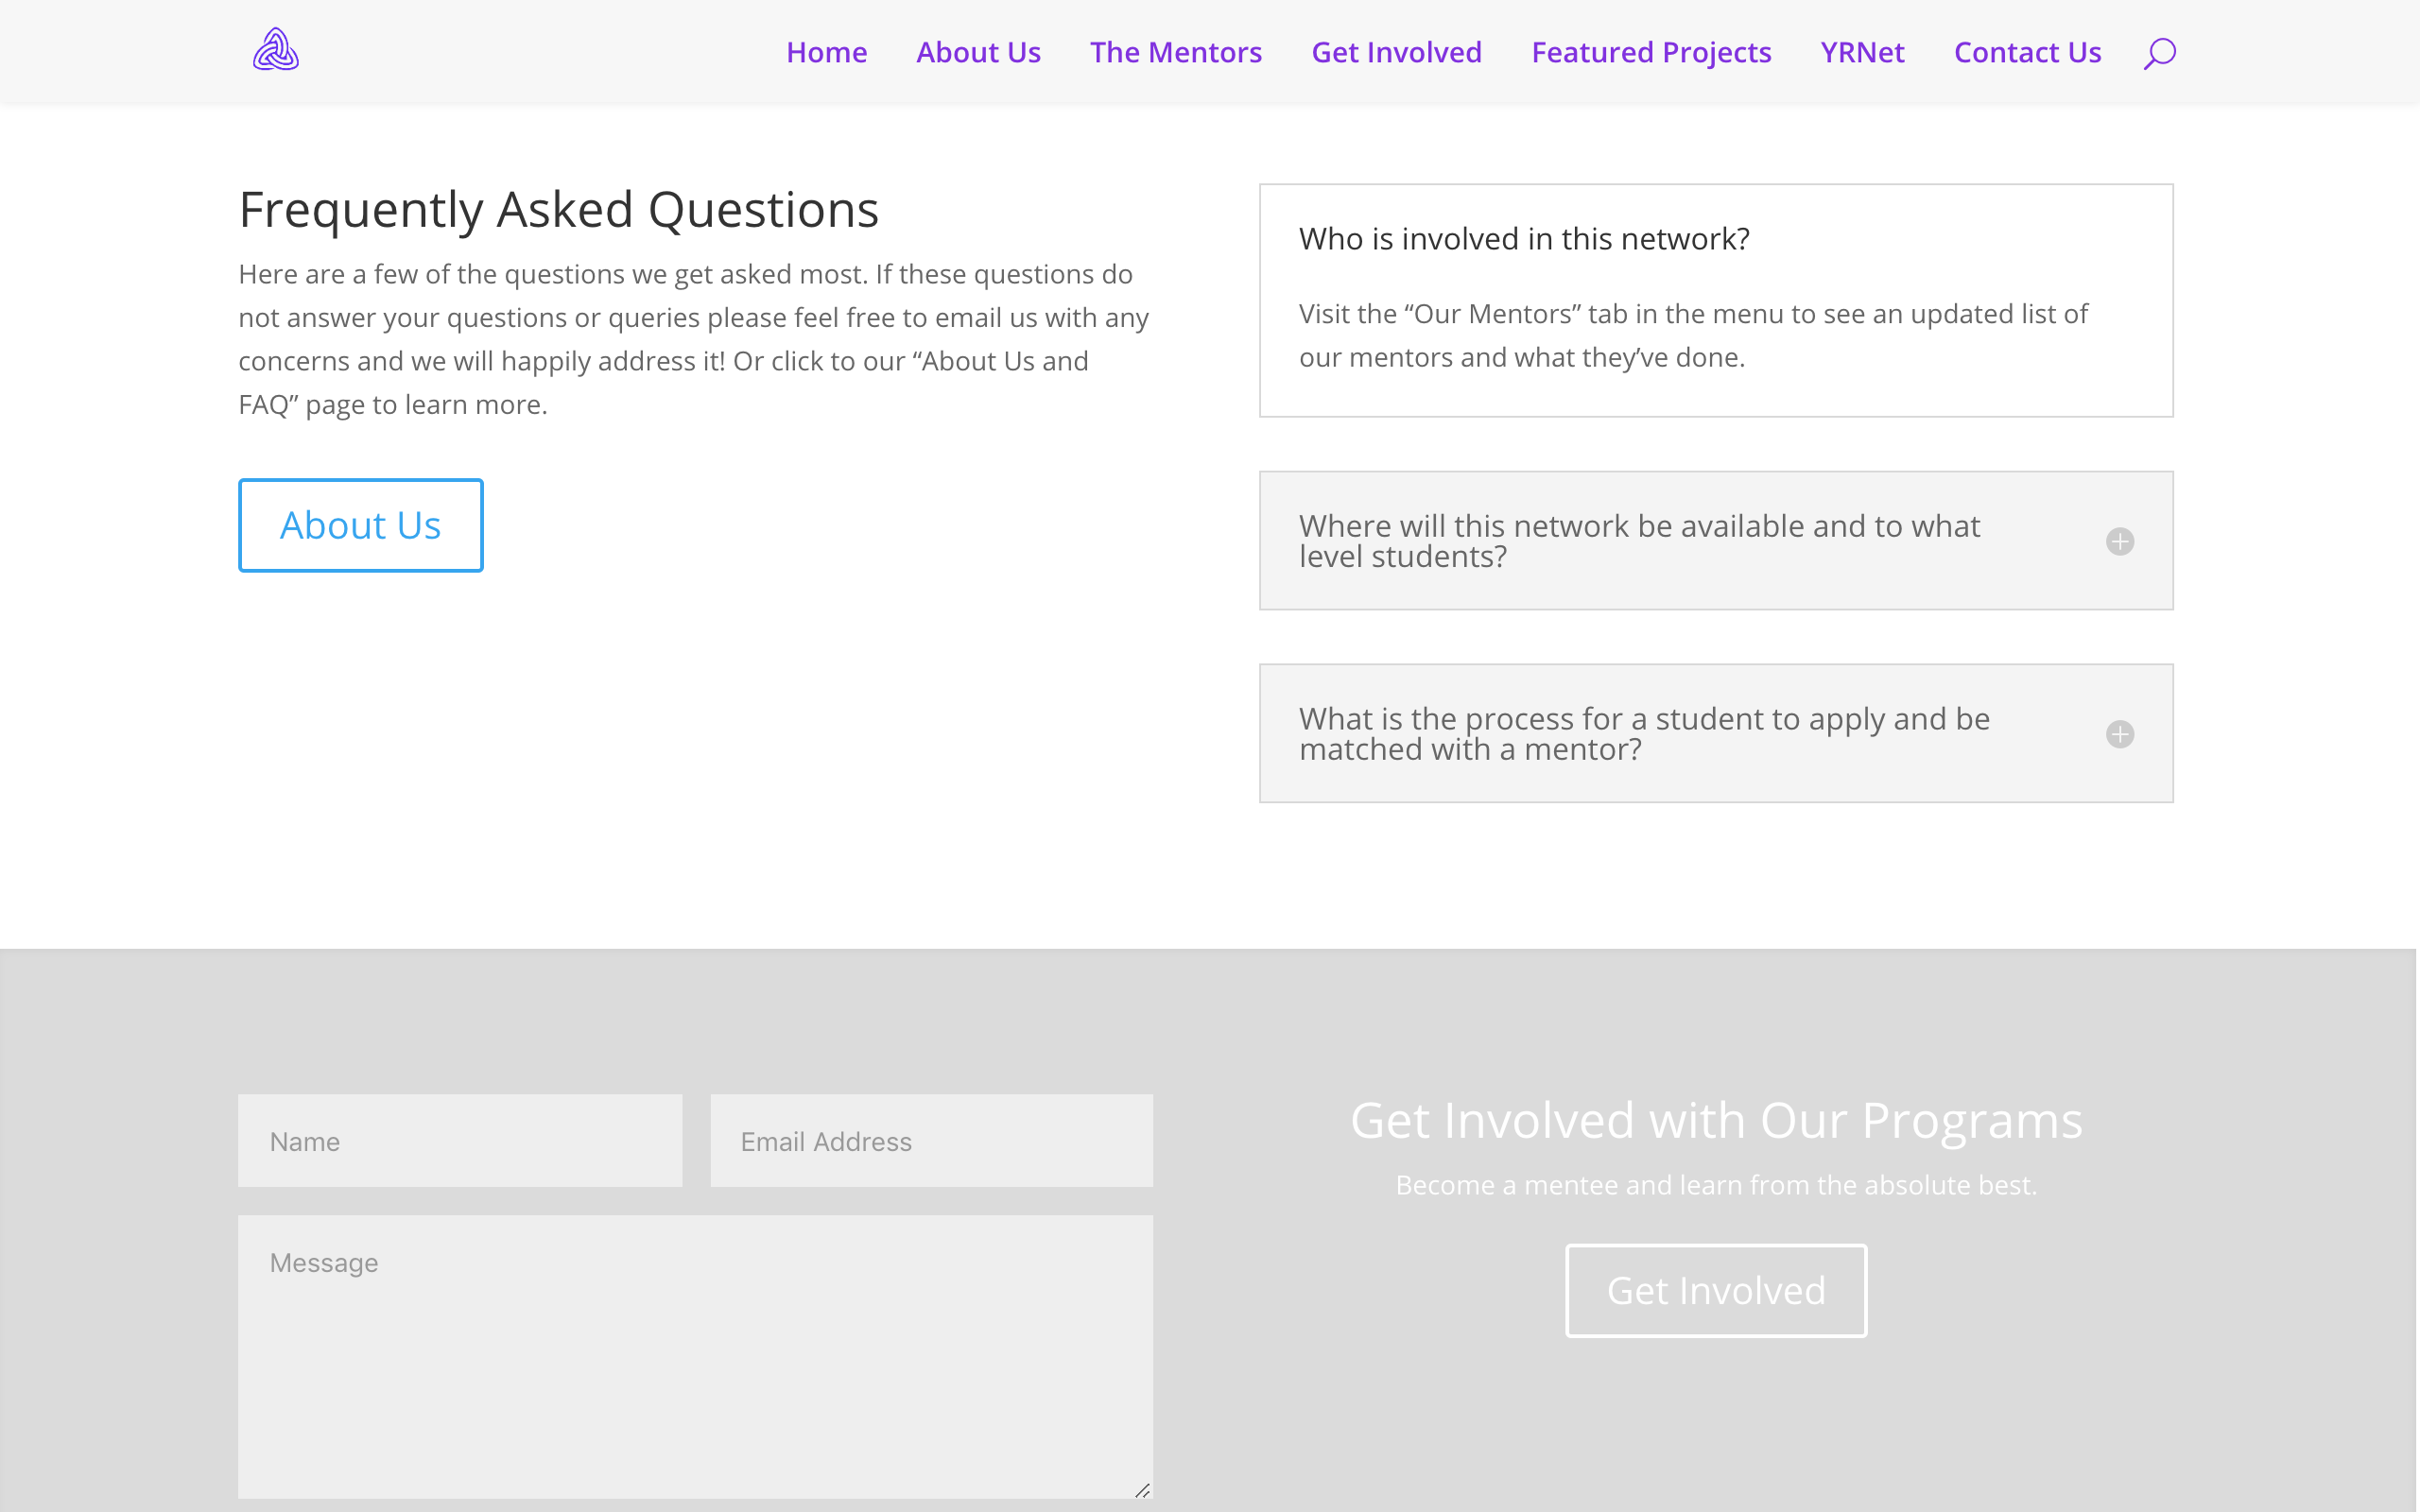 Home About Us The Mentors Get Involved Featured Projects YRNet Contact Us
Frequently Asked Questions
Here are a few of the questions we get asked most. If these questions do
not answer your questions or queries please feel free to email us with any
concerns and we will happily address it! Or click to our “About Us and
FAQ” page to learn more.
About Us
Who is involved in this network?
Visit the “Our Mentors” tab in the menu to see an updated list of
our mentors and what they’ve done.
Where will this network be available and to what
level students?
What is the process for a student to apply and be
matched with a mentor?
Name
Email Address
Message
Get Involved with Our Programs
Become a mentee and learn from the absolute best.
Get Involved